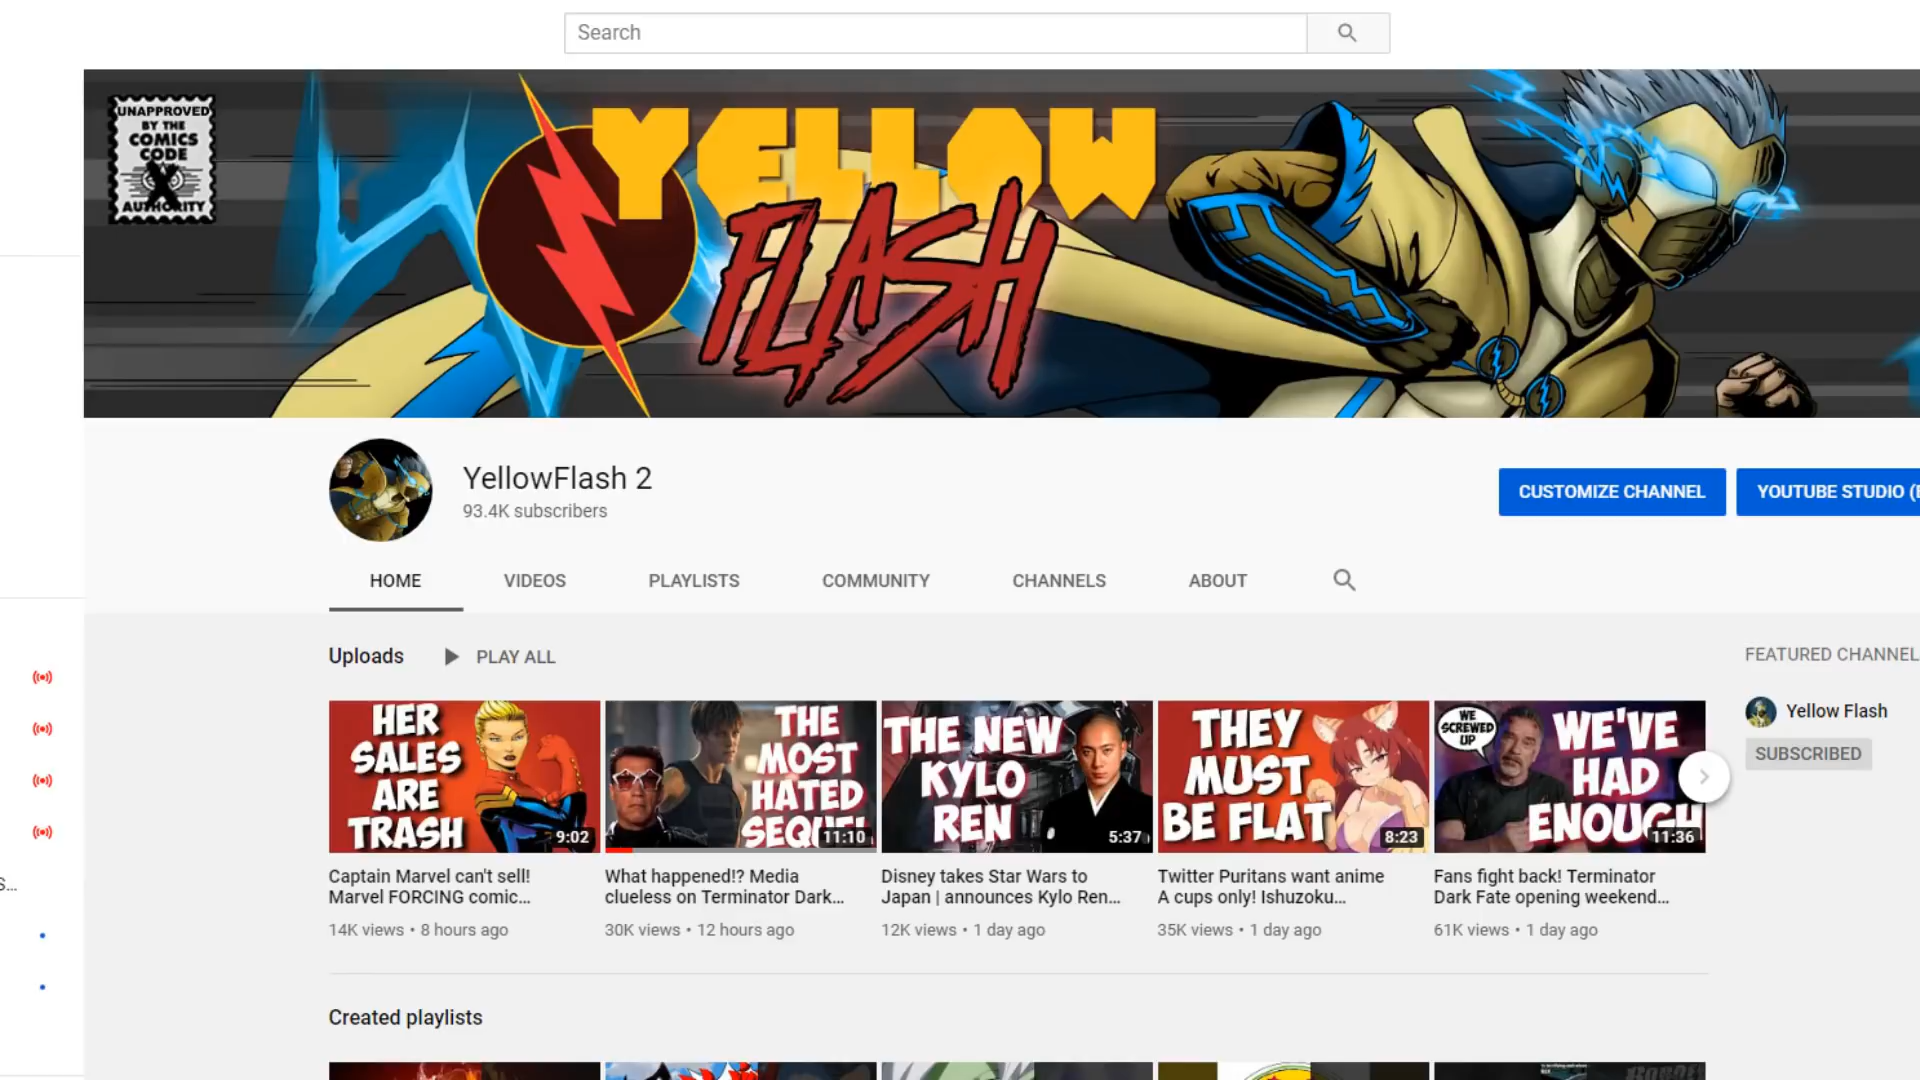 Search
UNAPPROVED
BY THE
COMICS
CODE
AUTHORITY
YELLOW
FLASH
YellowFlash 2
93.4K subscribers
CUSTOMIZE CHANNEL
YOUTUBE STUDIO (
HOME
VIDEOS
PLAYLISTS
COMMUNITY
CHANNELS
ABOUT
Uploads
PLAY ALL
FEATURED CHANNEL
Yellow Flash
SUBSCRIBED
HER
SALES
ARE
TRASH
9:02
THE
MOST
HATED
SEQUEL
11:10
THE NEW
KYLO
REN
5:37
THEY
MUST
BE FLAT
8:23
WE
SCREWED
UP
WE'VE
HAD
ENOUGH
11:36
Captain Marvel can't sell!
Marvel FORCING comic...
14K views • 8 hours ago
What happened!? Media
clueless on Terminator Dark...
30K views • 12 hours ago
Disney takes Star Wars to
Japan | announces Kylo Ren...
12K views • 1 day ago
Twitter Puritans want anime
A cups only! Ishuzoku...
35K views • 1 day ago
Fans fight back! Terminator
Dark Fate opening weekend...
61K views • 1 day ago
S...
Created playlists